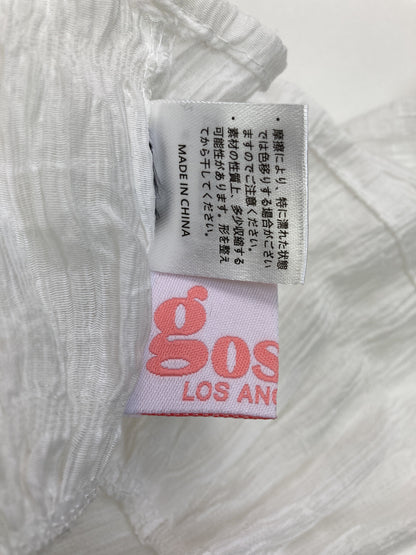 ・摩擦により 特に濡れた状態
では色移りする場合がござい
ますのでご注意ください。
・素材の性質上、多少収縮する
可能性があります。形を整え
てから干してください。
MADE IN CHINA
gos
LOS ANG